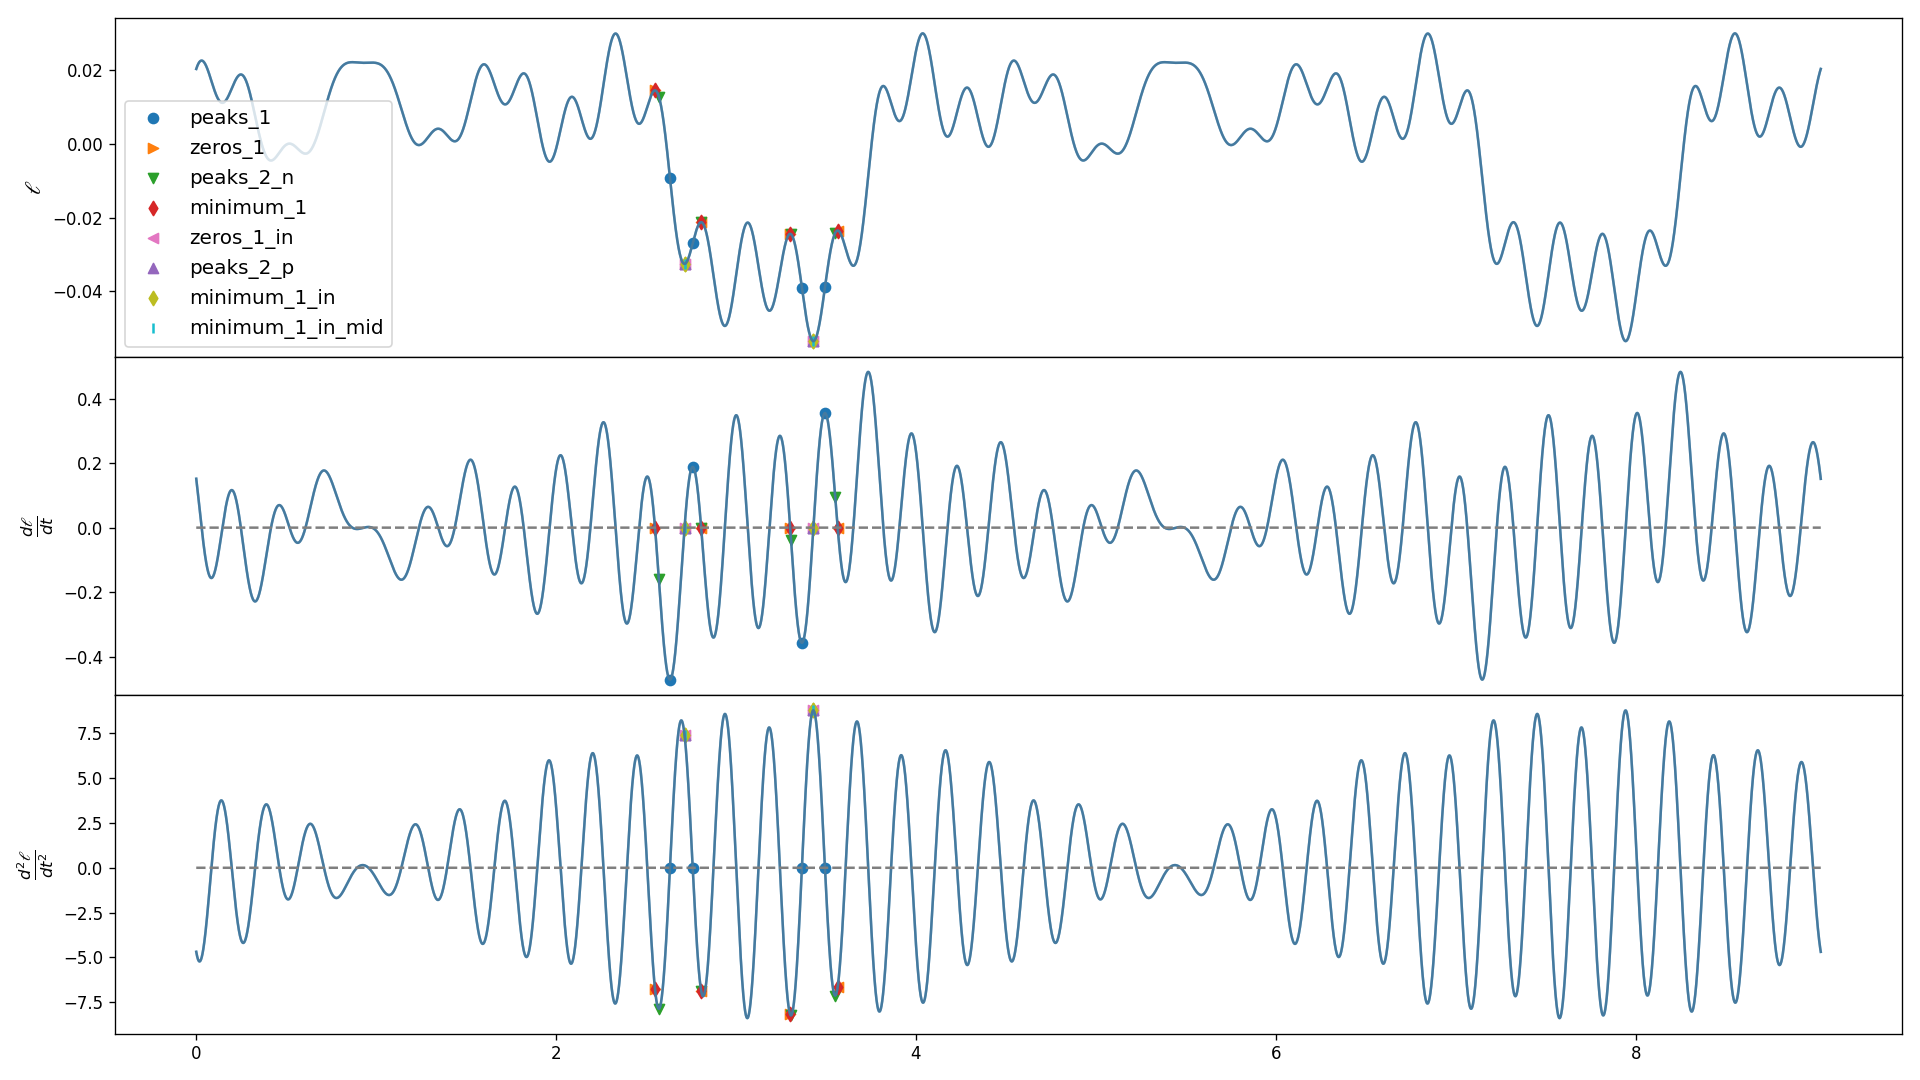 0.02
0.00
−0.02
−0.04
ℓ
peaks_1
zeros_1
peaks_2_n
minimum_1
zeros_1_in
peaks_2_p
minimum_1_in
minimum_1_in_mid
0.4
0.2
0.0
−0.2
−0.4
dℓ
dt
7.5
5.0
2.5
0.0
−2.5
−5.0
−7.5
d²ℓ
dt²
0 2 4 6 8